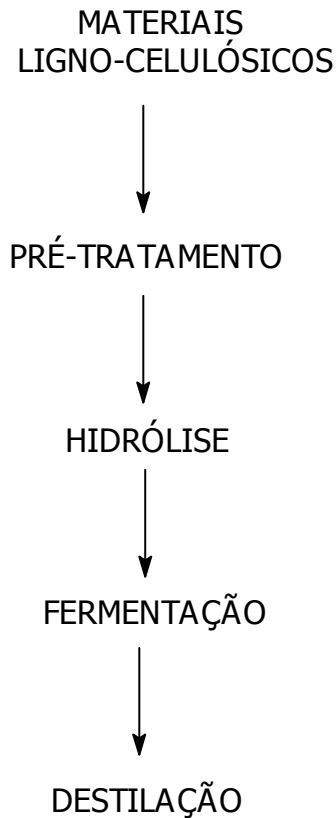 MATERIAIS
LIGNO-CELULÓSICOS
PRÉ-TRATAMENTO
HIDRÓLISE
FERMENTAÇÃO
DESTILAÇÃO